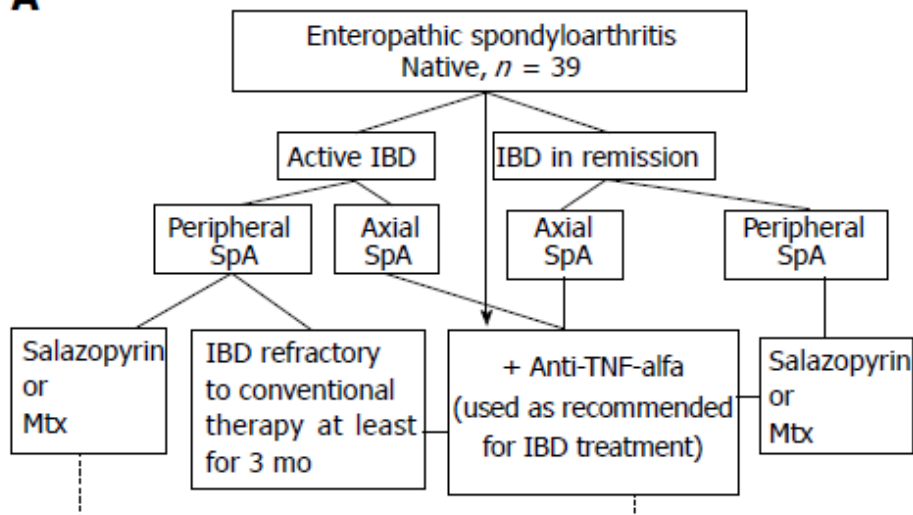 A
Enteropathic spondyloarthritis
Native, n = 39
Active IBD
IBD in remission
Peripheral
SpA
Axial
SpA
Axial
SpA
Peripheral
SpA
Salazopyrin
or
Mtx
IBD refractory
to conventional
therapy at least
for 3 mo
+ Anti-TNF-alfa
(used as recommended
for IBD treatment)
Salazopyrin
or
Mtx